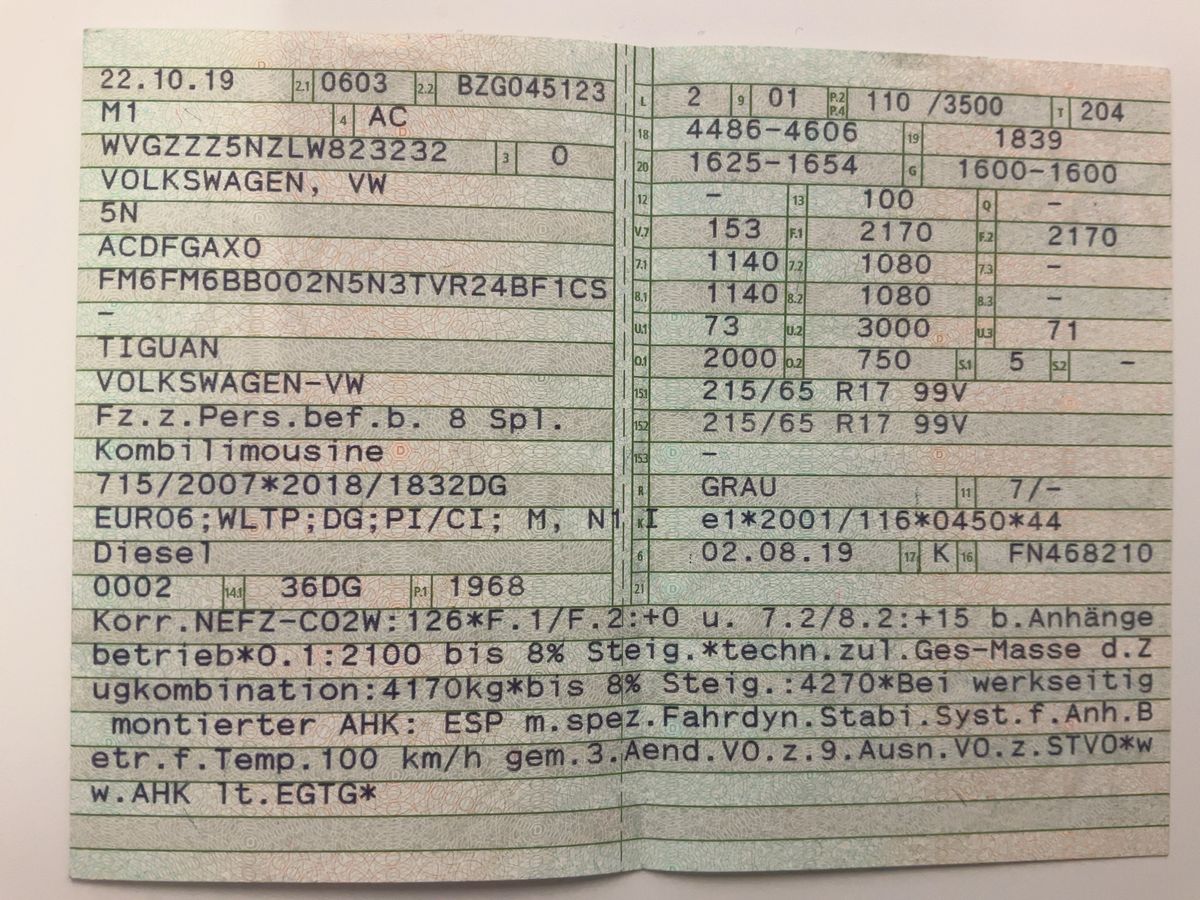 22.10.19 2.1 0603 2.2 BZG045123
M1 4 AC
WVGZZZ5NZLW823232 3 0
VOLKSWAGEN, VW
5N
ACDFGAX0
FM6FM6BB002N5N3TVR24BF1CS
–
TIGUAN
VOLKSWAGEN-VW
Fz.z.Pers.bef.b. 8 Spl.
Kombilimousine
715/2007*2018/1832DG
EURO6;WLTP;DG;PI/CI; M, N1 I
Diesel
0002 14.1 36DG P.1 1968
L 2 9 01 P.2 P.4 110 /3500 T 204
18 4486-4606 19 1839
20 1625-1654 G 1600-1600
12 – 13 100 Q –
V.7 153 F.1 2170 F.2 2170
7.1 1140 7.2 1080 7.3 –
8.1 1140 8.2 1080 8.3 –
U.1 73 U.2 3000 U.3 71
O.1 2000 O.2 750 S.1 5 S.2 –
15.1 215/65 R17 99V
15.2 215/65 R17 99V
15.3 –
R GRAU 11 7/-
K e1*2001/116*0450*44
6 02.08.19 17 K 16 FN468210
21
Korr.NEFZ-CO2W:126*F.1/F.2:+0 u. 7.2/8.2:+15 b.Anhänge
betrieb*O.1:2100 bis 8% Steig.*techn.zul.Ges-Masse d.Z
ugkombination:4170kg*bis 8% Steig.:4270*Bei werkseitig
montierter AHK: ESP m.spez.Fahrdyn.Stabi.Syst.f.Anh.B
etr.f.Temp.100 km/h gem.3.Aend.VO.z.9.Ausn.VO.z.STVO*w
w.AHK lt.EGTG*